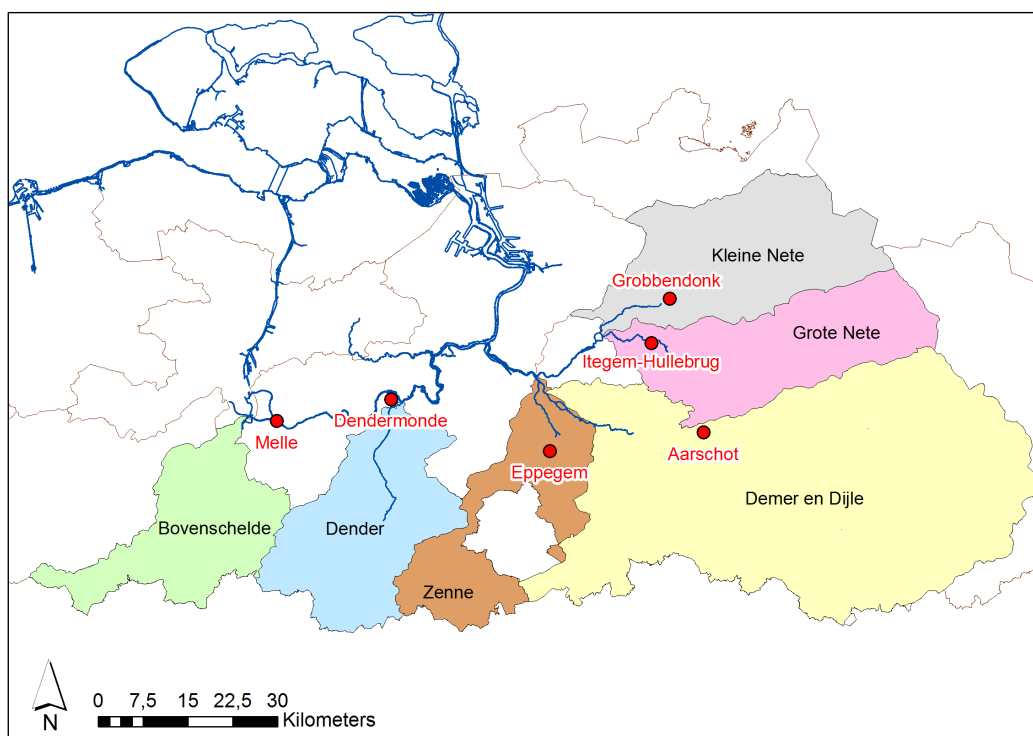 Kleine Nete
Grobbendonk
Grote Nete
Itegem-Hullebrug
Dendermonde
Melle
Aarschot
Eppegem
Demer en Dijle
Bovenschelde
Dender
Zenne
N
0 7,5 15 22,5 30
Kilometers